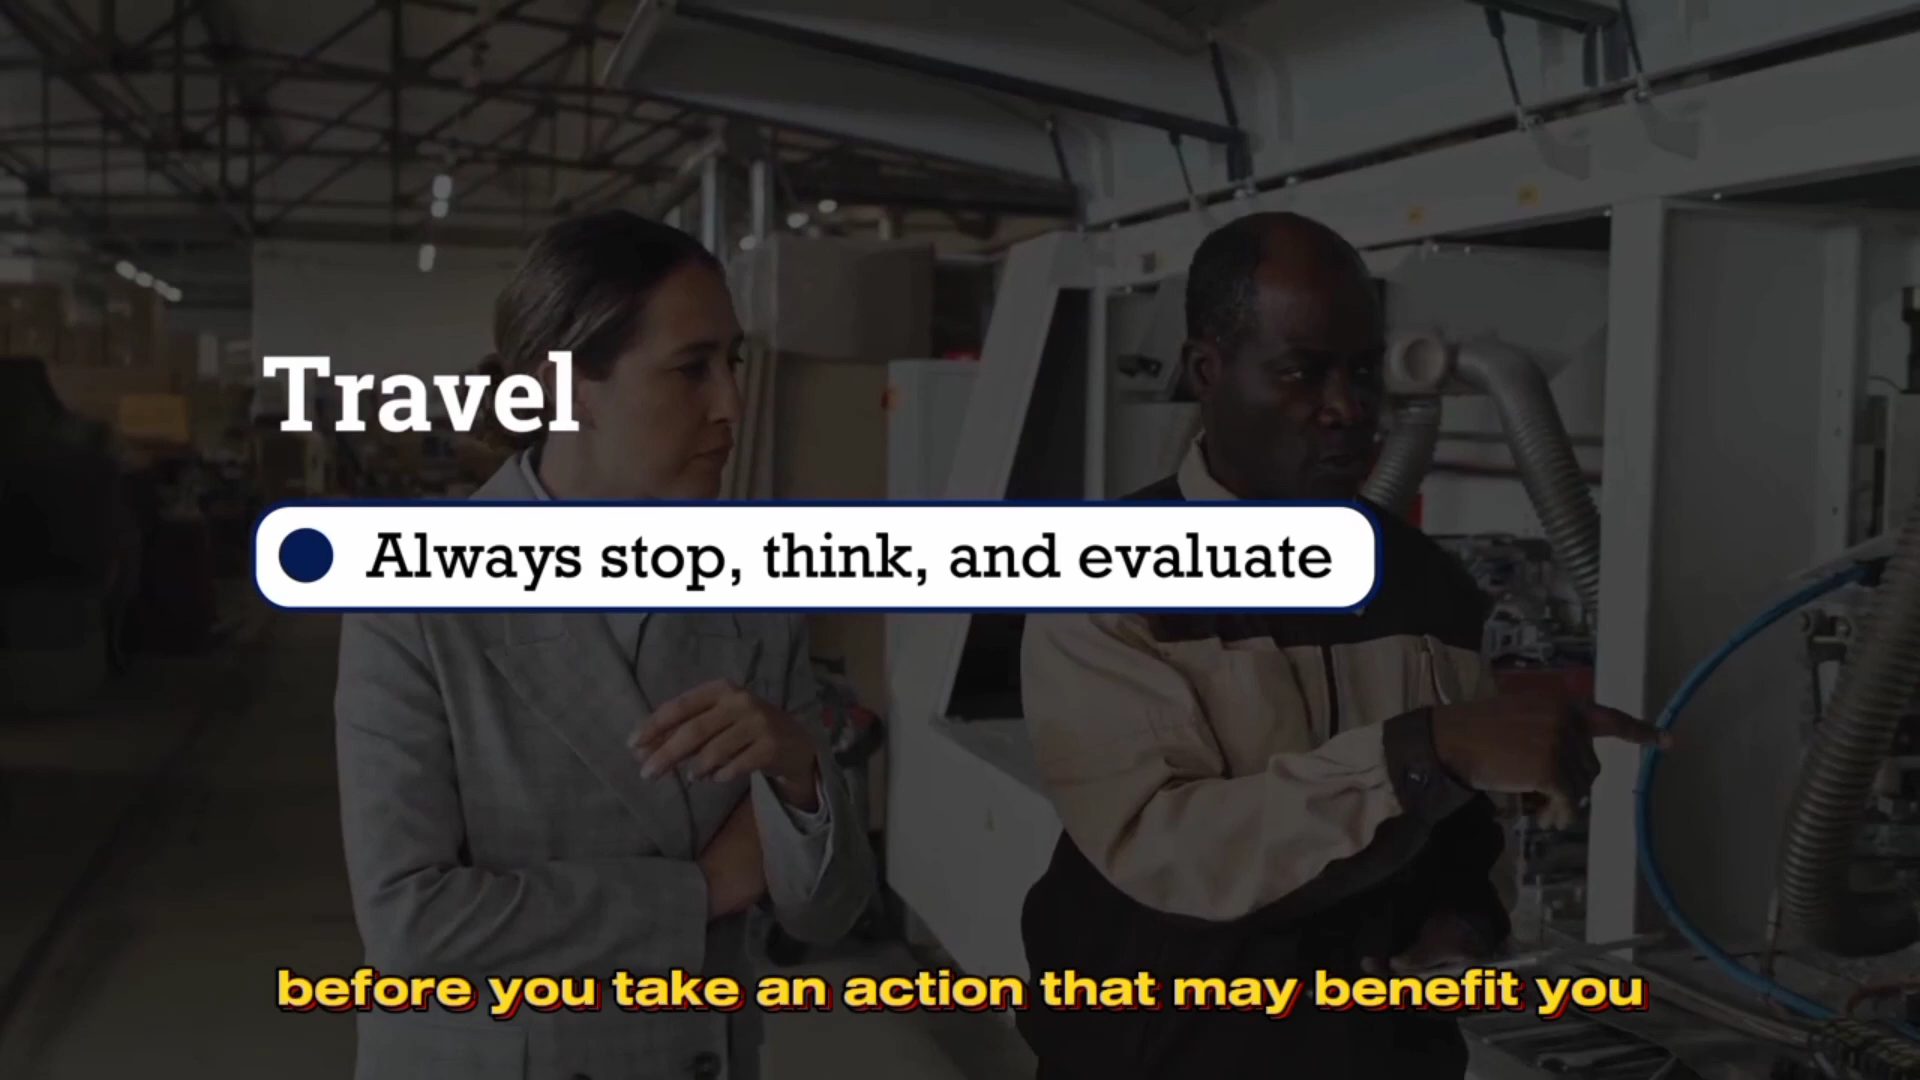 Travel
Always stop, think, and evaluate
before you take an action that may benefit you